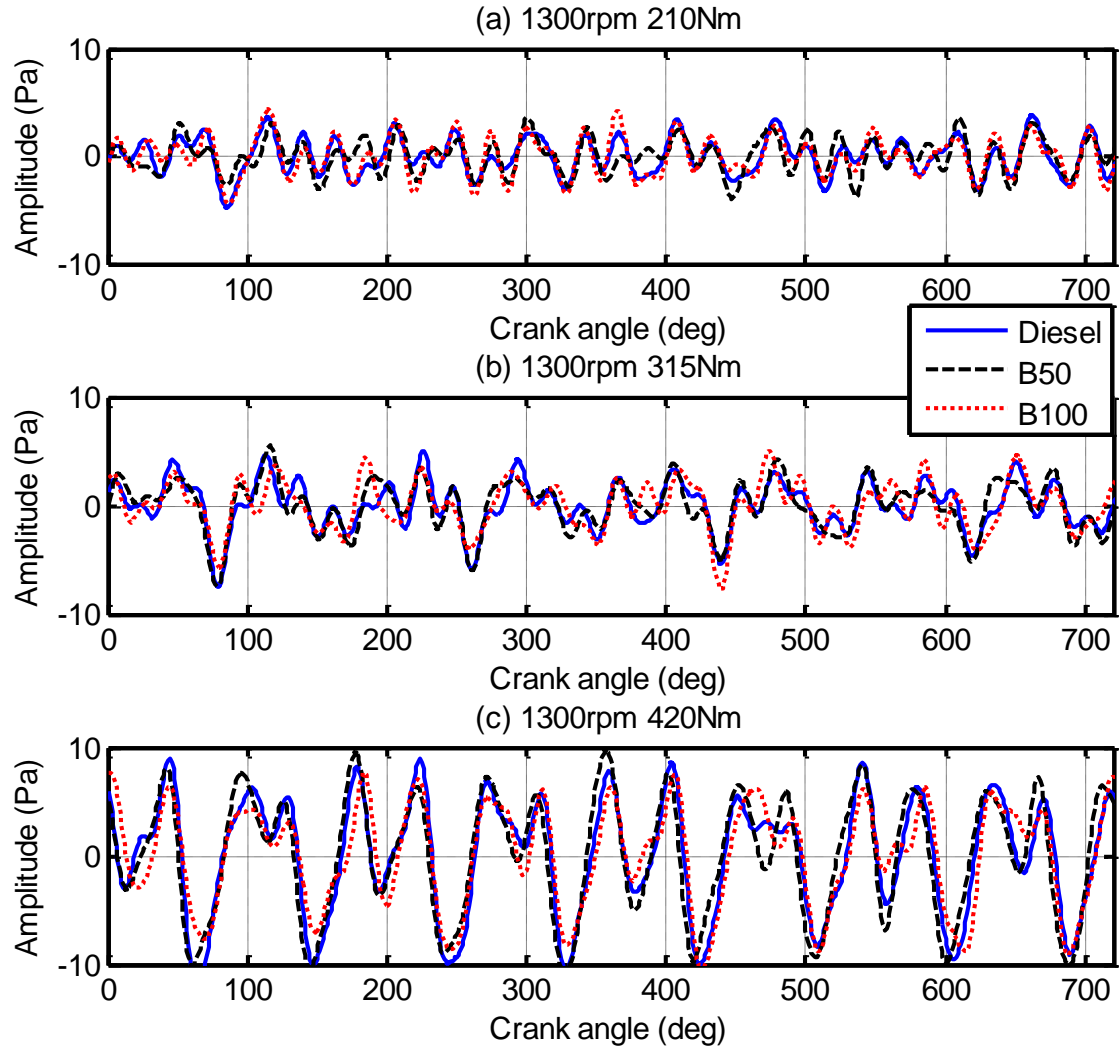 (a) 1300rpm 210Nm
10
0
-10
Amplitude (Pa)
0 100 200 300 400 500 600 700
Crank angle (deg)
Diesel
B50
B100
(b) 1300rpm 315Nm
10
0
-10
Amplitude (Pa)
0 100 200 300 400 500 600 700
Crank angle (deg)
(c) 1300rpm 420Nm
10
0
-10
Amplitude (Pa)
0 100 200 300 400 500 600 700
Crank angle (deg)